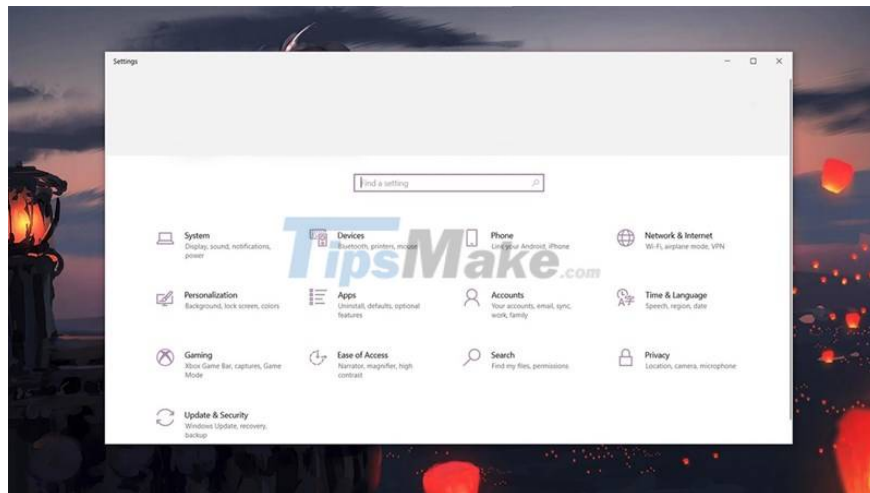 Settings
Find a setting
System
Display, sound, notifications,
power
Devices
Bluetooth, printers, mouse
Phone
Link your Android, iPhone
Network & Internet
Wi-Fi, airplane mode, VPN
TipsMake.com
Personalization
Background, lock screen, colors
Apps
Uninstall, defaults, optional
features
Accounts
Your accounts, email, sync,
work, family
Time & Language
Speech, region, date
Gaming
Xbox Game Bar, captures, Game
Mode
Ease of Access
Narrator, magnifier, high
contrast
Search
Find my files, permissions
Privacy
Location, camera, microphone
Update & Security
Windows Update, recovery,
backup